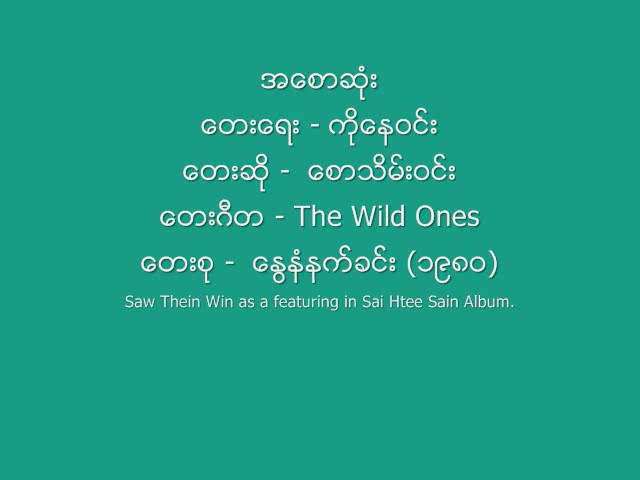 အစောဆုံး
တေးရေး - ကိုနေဝင်း
တေးဆို - စောသိမ်းဝင်း
တေးဂီတ - The Wild Ones
တေးစု - နွေနံနက်ခင်း (၁၉၈၀)
Saw Thein Win as a featuring in Sai Htee Sain Album.